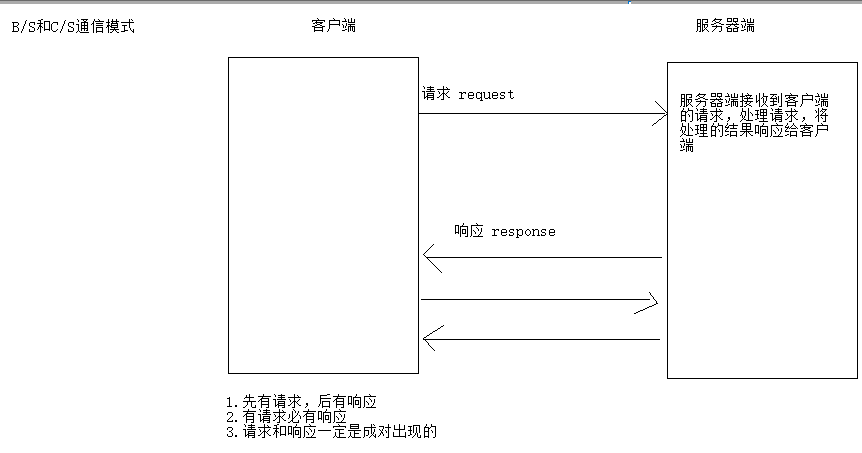 B/S和C/S通信模式
客户端
服务器端
请求 request
服务器端接收到客户端
的请求，处理请求，将
处理的结果响应给客户
端
响应 response
1.先有请求，后有响应
2.有请求必有响应
3.请求和响应一定是成对出现的